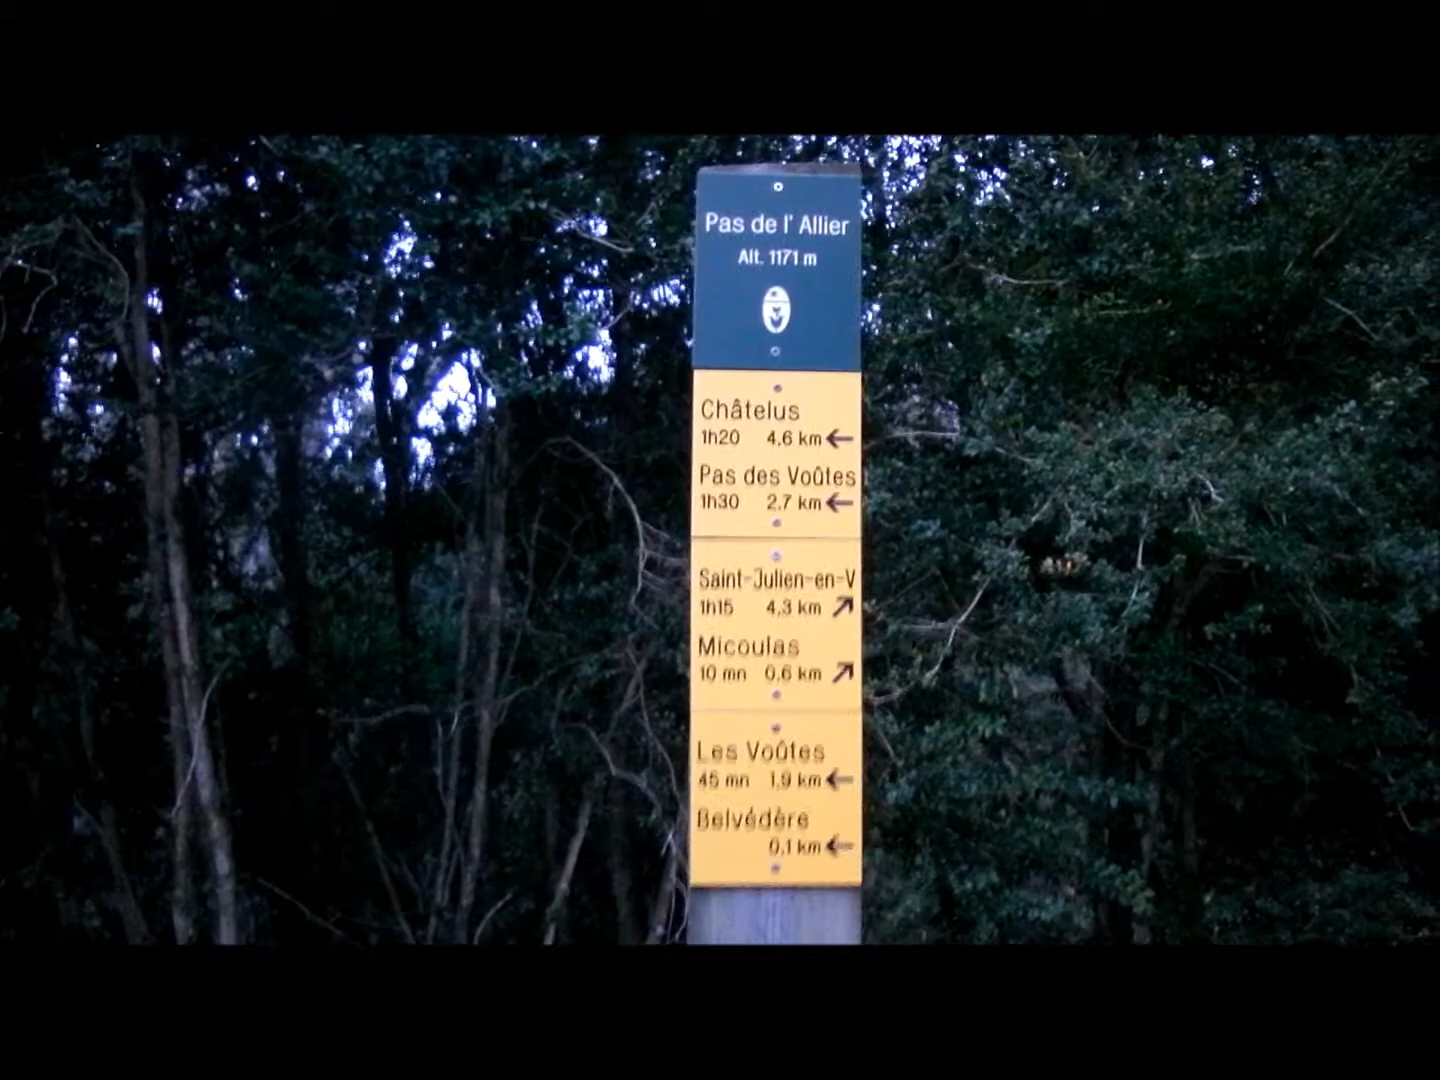 Pas de l' Allier
Alt. 1171 m
Châtelus
1h20 4,6 km ←
Pas des Voûtes
1h30 2,7 km ←
Saint-Julien-en-V
1h15 4,3 km ↗
Micoulas
10 mn 0,6 km ↗
Les Voûtes
45 mn 1,9 km ←
Belvédère
0,1 km ←